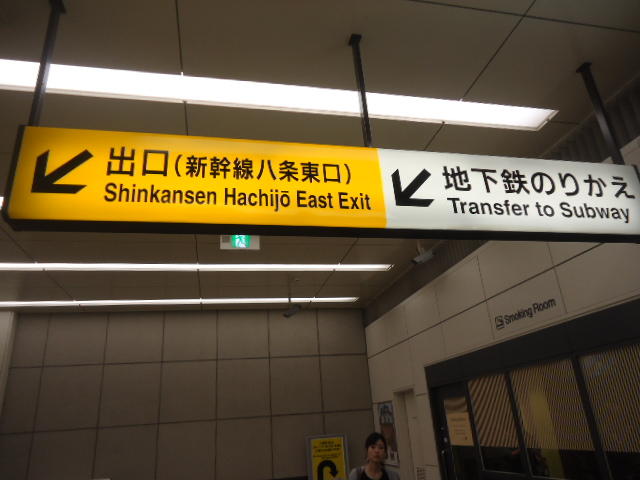 出口(新幹線八条東口)
Shinkansen Hachijō East Exit
地下鉄のりかえ
Transfer to Subway
Smoking Room